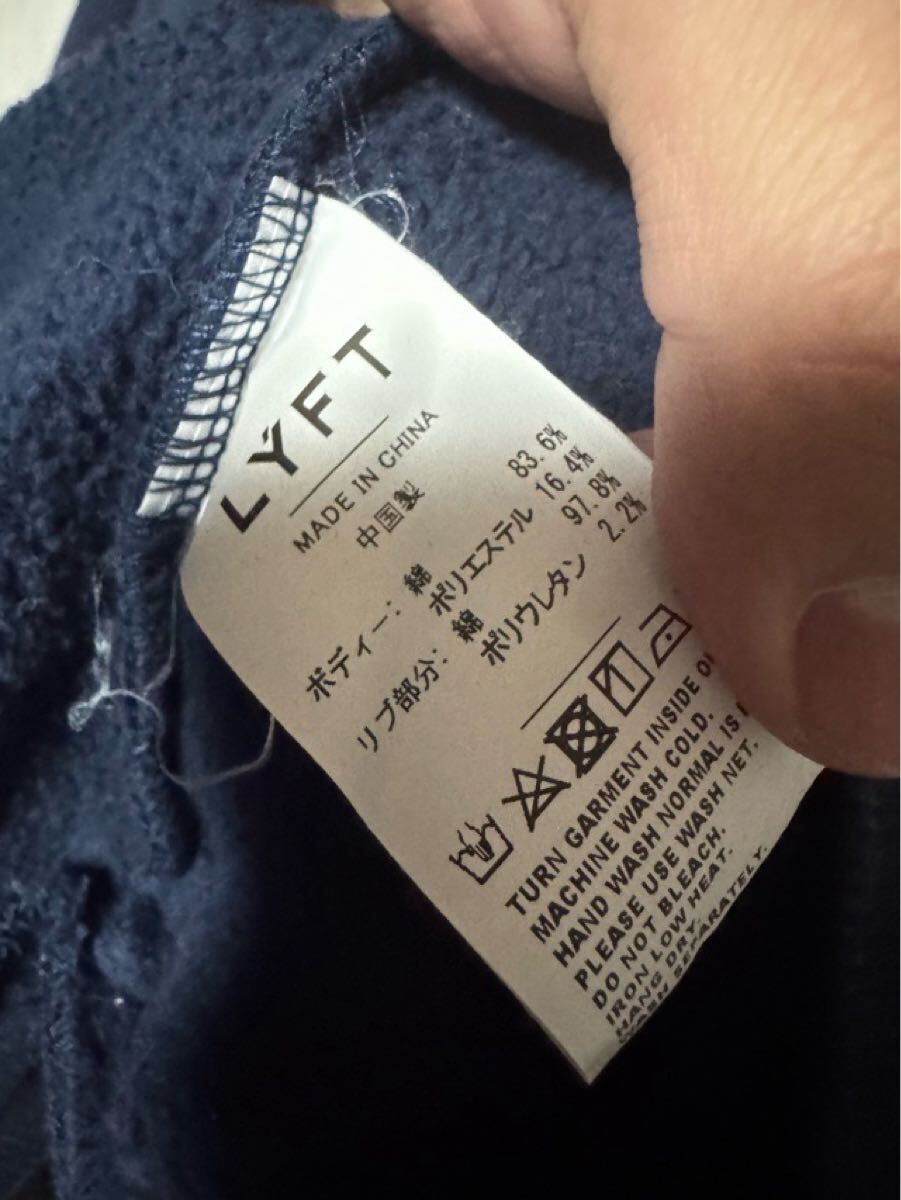 LÝFT
MADE IN CHINA
中国製
ボディー: 綿 83.6%
ポリエステル 16.4%
リブ部分: 綿 97.8%
ポリウレタン 2.2%
TURN GARMENT INSIDE
MACHINE WASH COLD.
HAND WASH NORMAL IS
PLEASE USE WASH NET.
DO NOT BLEACH.
IRON LOW HEAT.
HANG DRY.
WASH SEPARATELY.